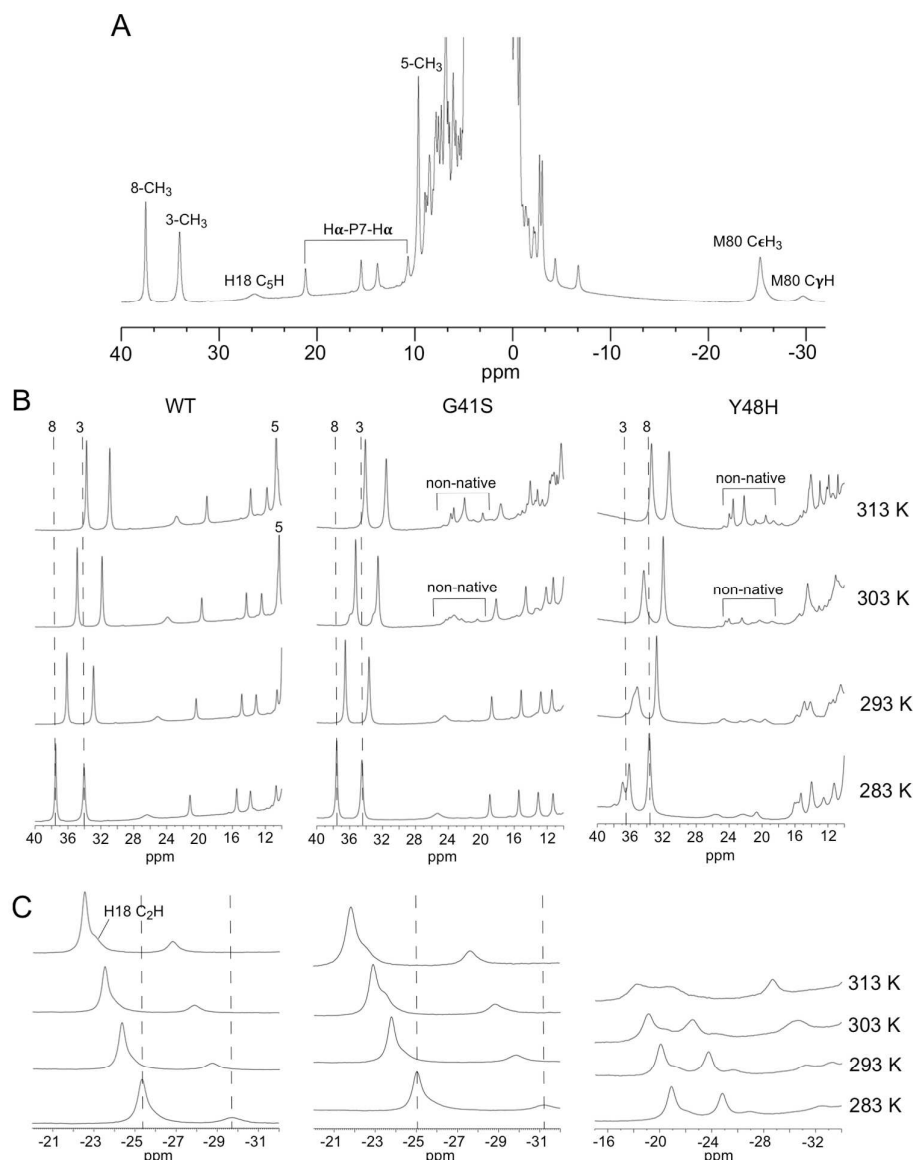 A
5-CH₃
8-CH₃
3-CH₃
Hα-P7-Hα
H18 C₅H
M80 CϵH₃
M80 CγH
40 30 20 10 0 -10 -20 -30
ppm
B
WT G41S Y48H
8 3 5 8 3 3 8
non-native non-native 313 K
5
non-native non-native 303 K
293 K
283 K
40 36 32 28 24 20 16 12 40 36 32 28 24 20 16 12 40 36 32 28 24 20 16 12
ppm ppm ppm
C
H18 C₂H
313 K
303 K
293 K
283 K
-21 -23 -25 -27 -29 -31 -21 -23 -25 -27 -29 -31 -16 -20 -24 -28 -32
ppm ppm ppm